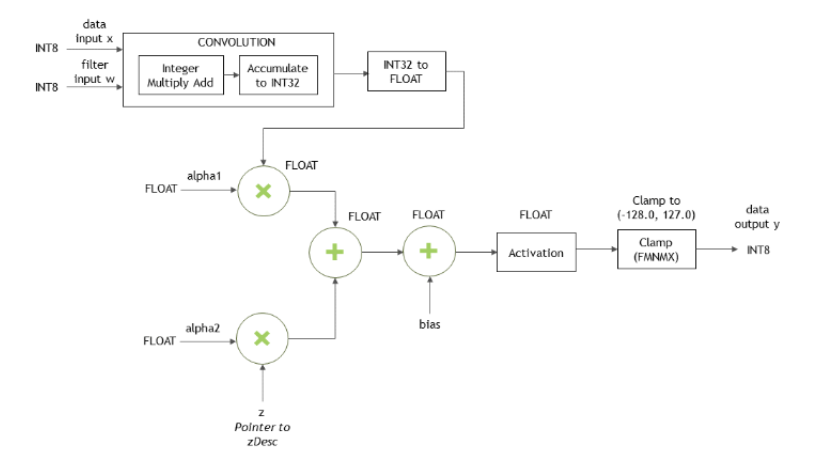 data
input x
INT8
filter
input w
INT8
CONVOLUTION
Integer
Multiply Add
Accumulate
to INT32
INT32 to
FLOAT
alpha1
FLOAT
FLOAT
FLOAT
FLOAT
FLOAT
Clamp to
(-128.0, 127.0)
data
output y
Activation
Clamp
(FMNMX)
INT8
bias
alpha2
FLOAT
z
Pointer to
zDesc